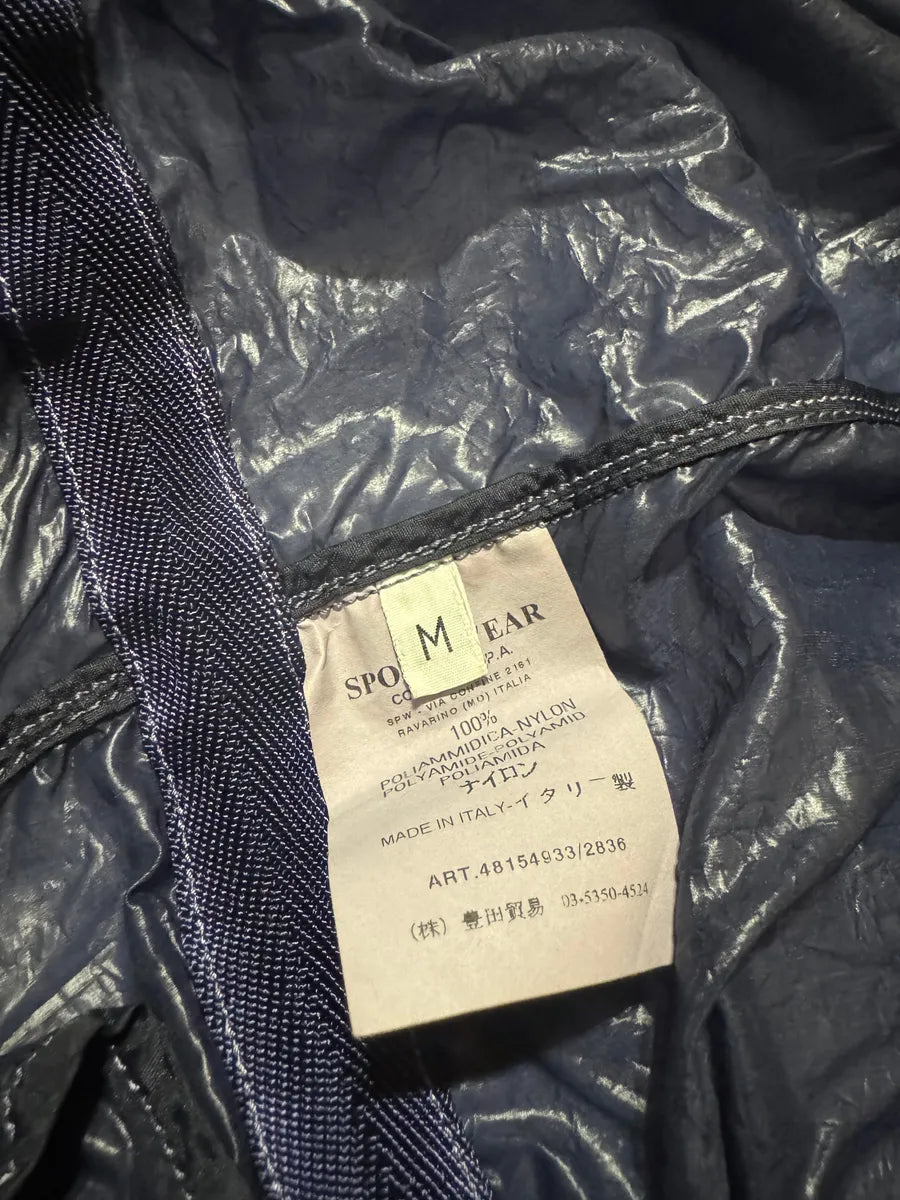 M
SPO EAR
CO P.A.
SPW - VIA CONFINE 2161
RAVARINO (MO) ITALIA
100%
POLIAMMIDICA-NYLON
POLYAMIDE-POLYAMID
POLIAMIDA
ナイロン
MADE IN ITALY-イタリー製
ART.48154933/2836
(株) 豊田貿易 03-5350-4524